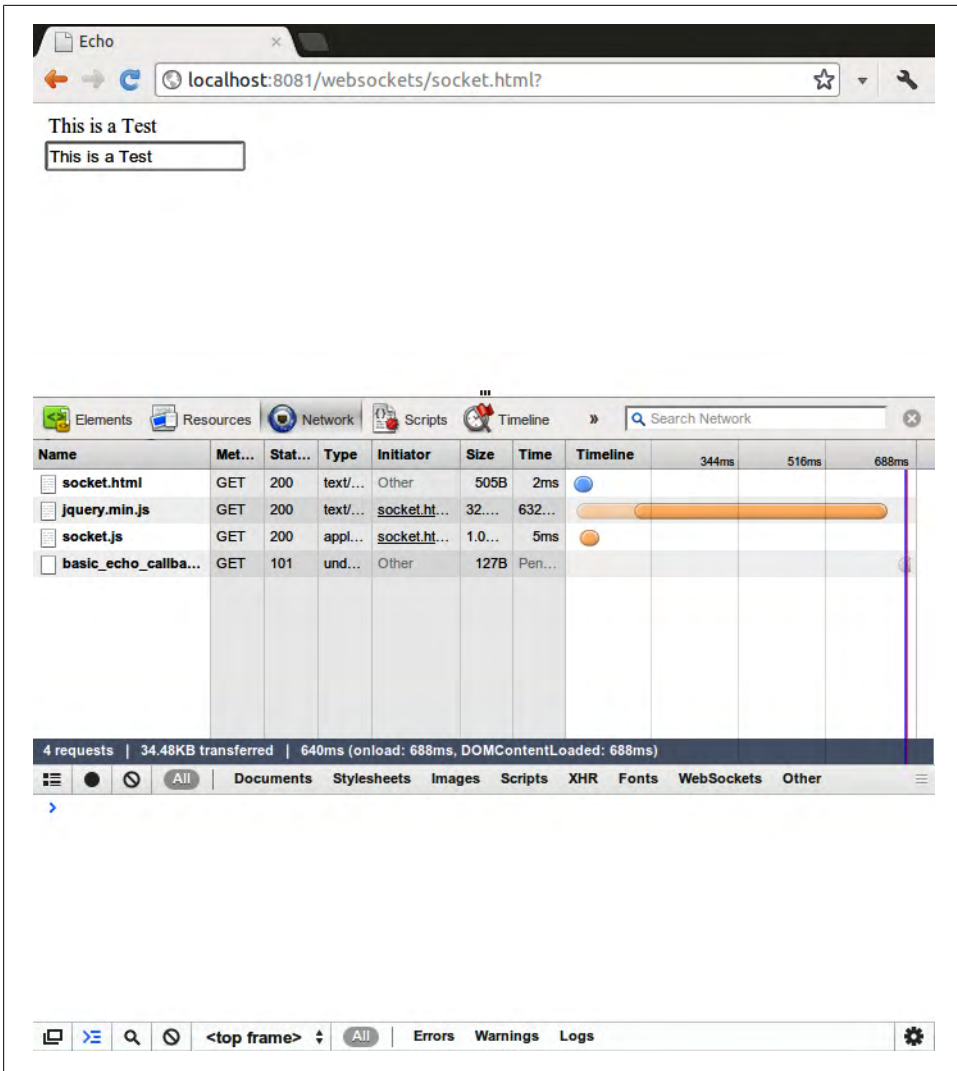 Echo
localhost:8081/websockets/socket.html?
This is a Test
This is a Test
Elements Resources Network Scripts Timeline » Search Network
Name Met... Stat... Type Initiator Size Time Timeline 344ms 516ms 688ms
socket.html GET 200 text/... Other 505B 2ms
jquery.min.js GET 200 text/... socket.ht... 32.... 632...
socket.js GET 200 appl... socket.ht... 1.0... 5ms
basic_echo_callba... GET 101 und... Other 127B Pen...
4 requests | 34.48KB transferred | 640ms (onload: 688ms, DOMContentLoaded: 688ms)
All Documents Stylesheets Images Scripts XHR Fonts WebSockets Other
>
<top frame> All Errors Warnings Logs